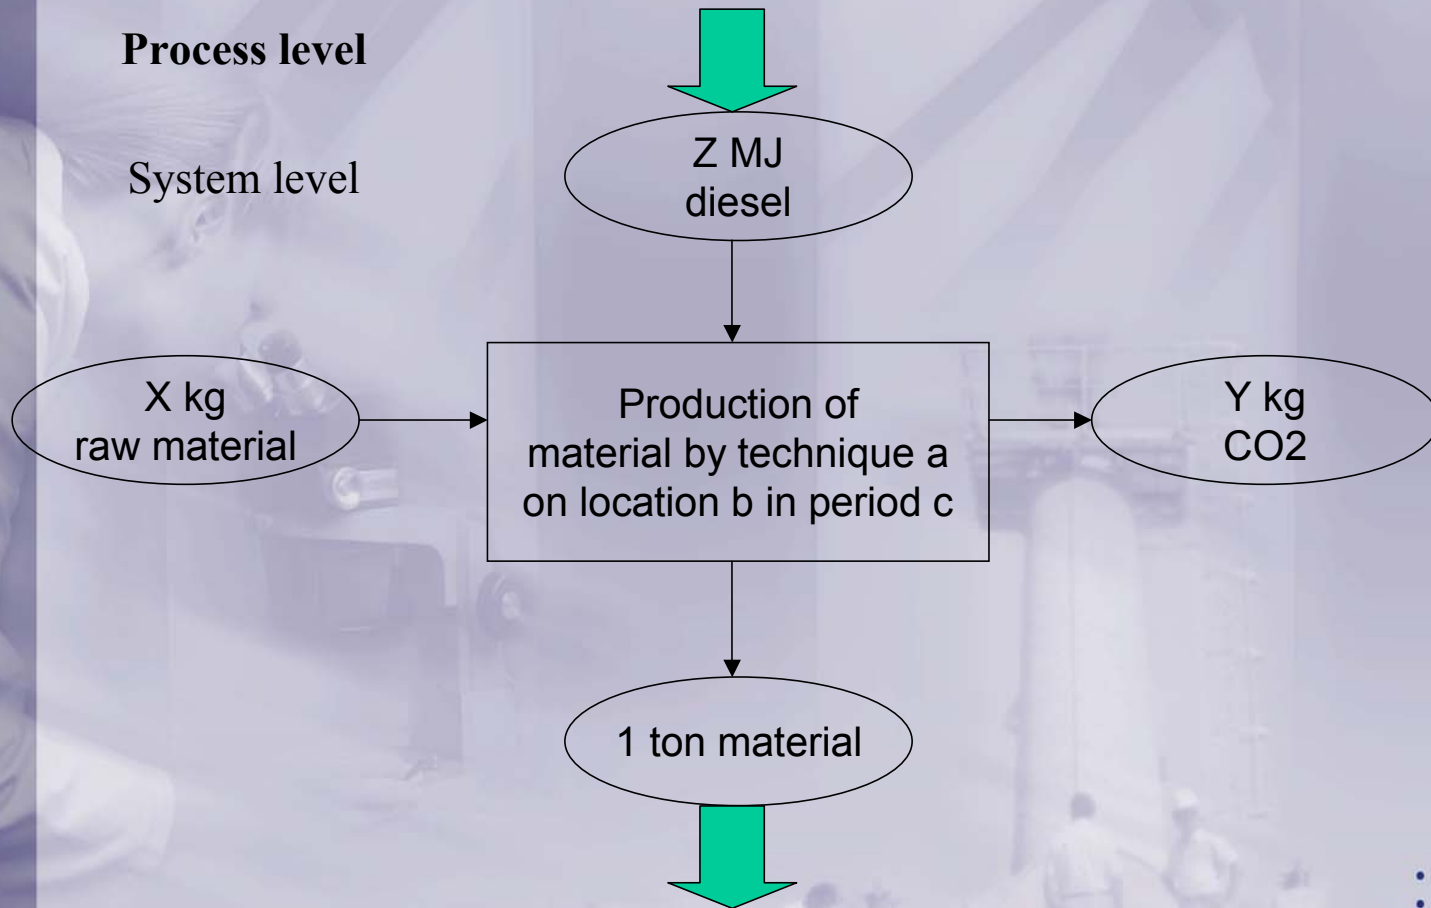 Process level
System level
Z MJ
diesel
X kg
raw material
Production of
material by technique a
on location b in period c
Y kg
CO2
1 ton material